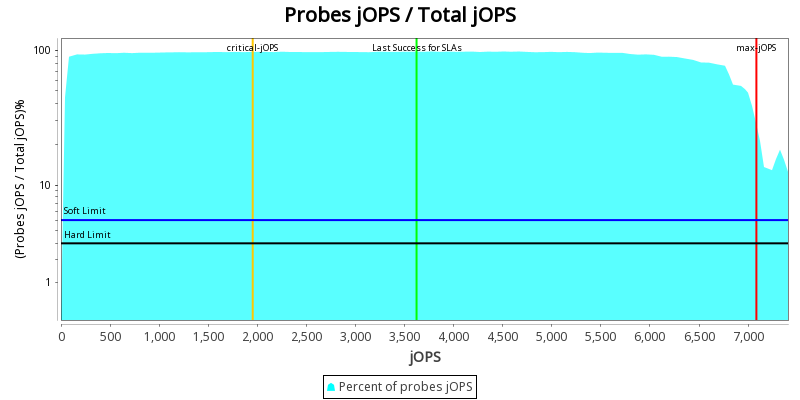 Probes jOPS / Total jOPS
(Probes jOPS / Total jOPS)%
100
10
1
critical-jOPS
Last Success for SLAs
max-jOPS
Soft Limit
Hard Limit
0 500 1,000 1,500 2,000 2,500 3,000 3,500 4,000 4,500 5,000 5,500 6,000 6,500 7,000
jOPS
Percent of probes jOPS